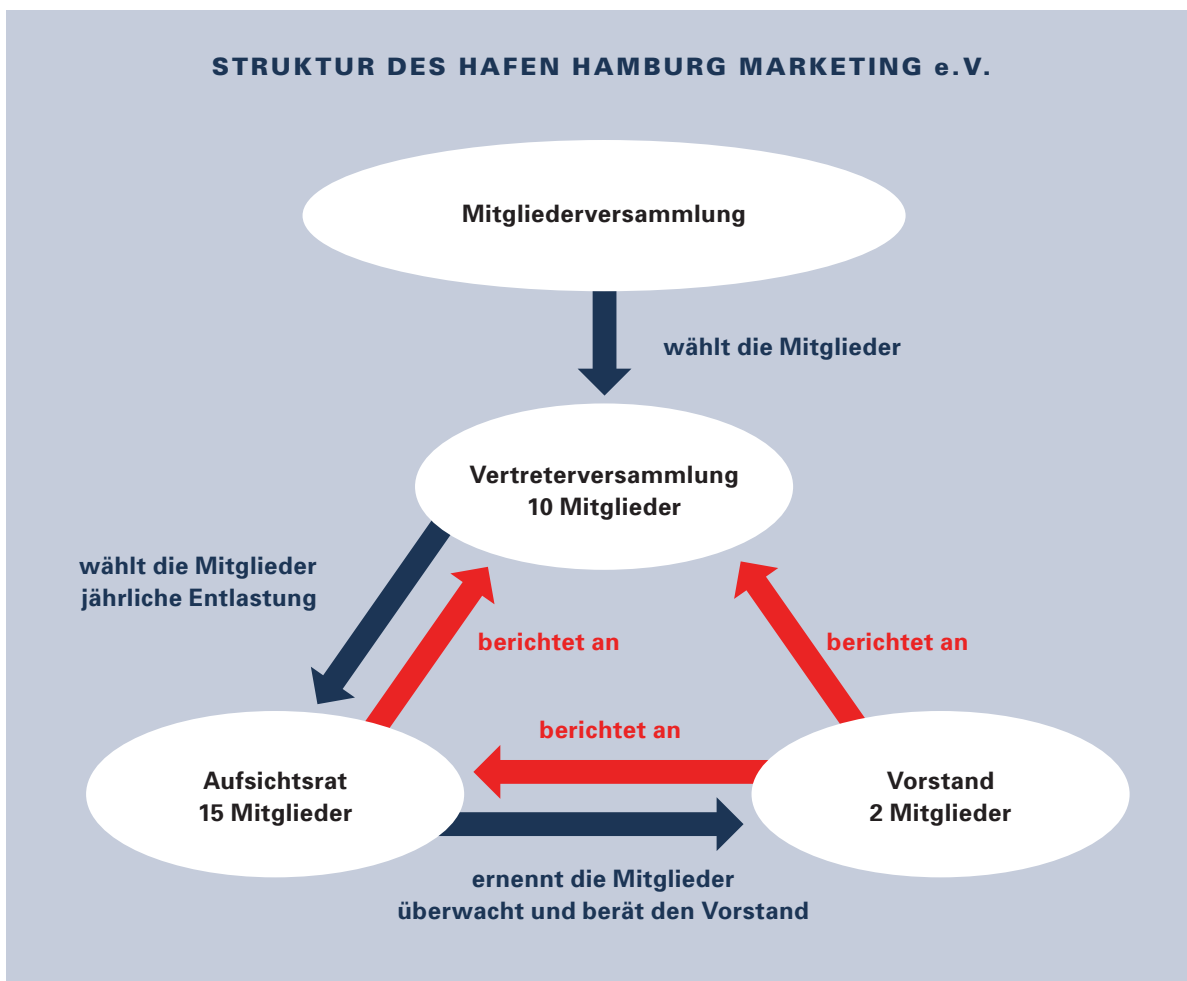 STRUKTUR DES HAFEN HAMBURG MARKETING e.V.
Mitgliederversammlung
wählt die Mitglieder
Vertreterversammlung
10 Mitglieder
wählt die Mitglieder
jährliche Entlastung
berichtet an
berichtet an
berichtet an
Aufsichtsrat
15 Mitglieder
Vorstand
2 Mitglieder
ernennt die Mitglieder
überwacht und berät den Vorstand